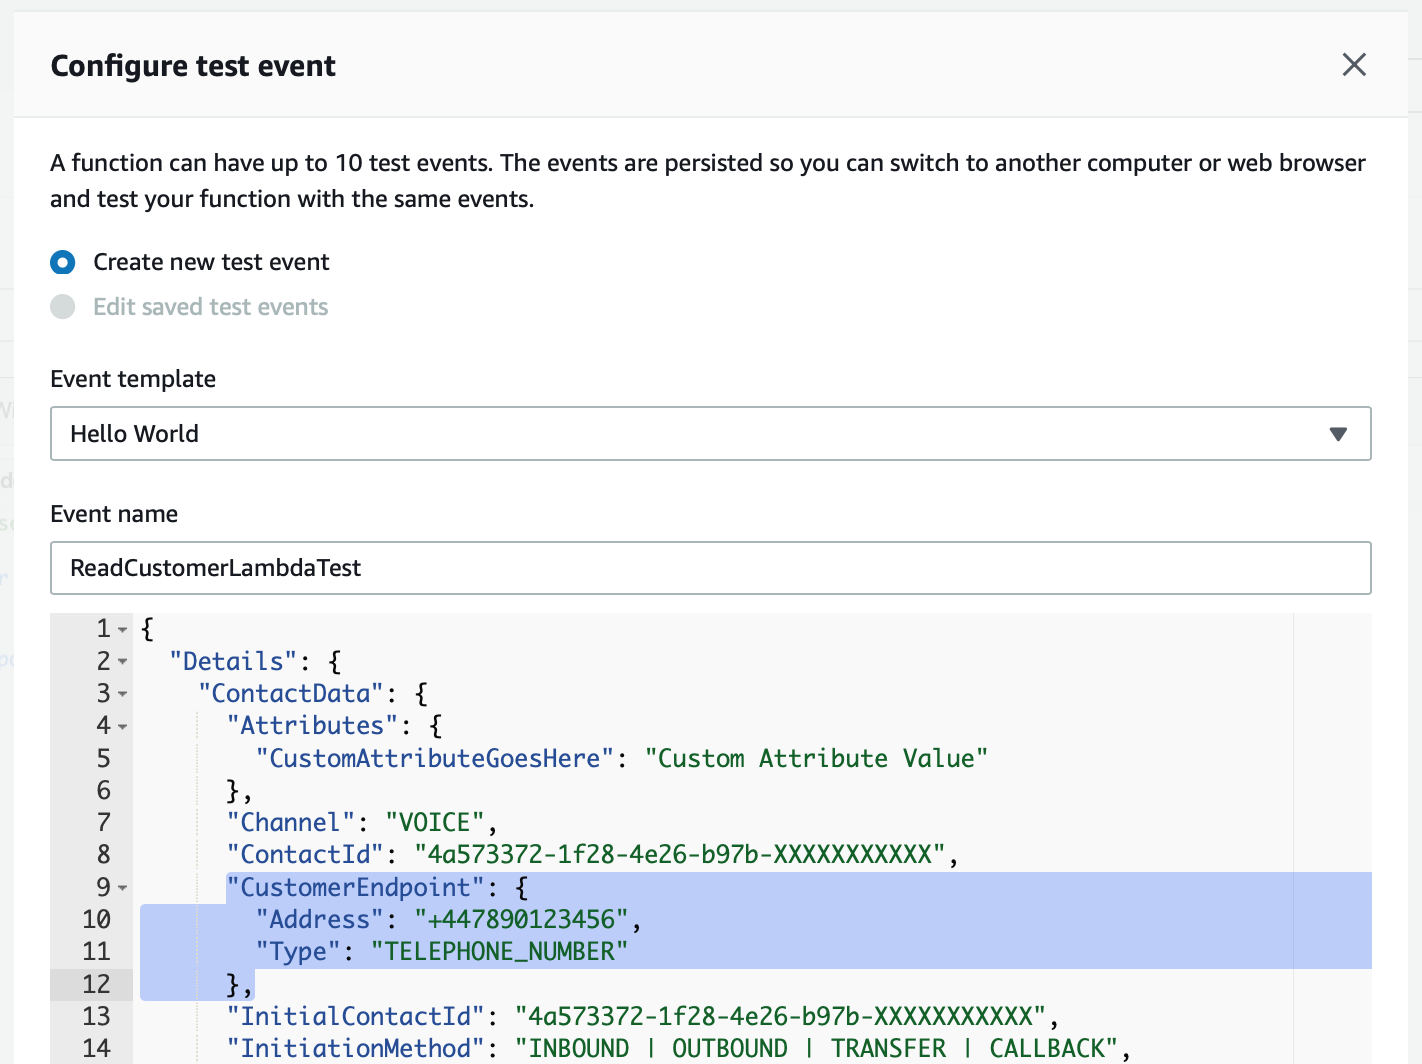 Configure test event
A function can have up to 10 test events. The events are persisted so you can switch to another computer or web browser
and test your function with the same events.
Create new test event
Edit saved test events
Event template
Hello World
Event name
ReadCustomerLambdaTest
1 {
2 "Details": {
3 "ContactData": {
4 "Attributes": {
5 "CustomAttributeGoesHere": "Custom Attribute Value"
6 },
7 "Channel": "VOICE",
8 "ContactId": "4a573372-1f28-4e26-b97b-XXXXXXXXXXX",
9 "CustomerEndpoint": {
10 "Address": "+447890123456",
11 "Type": "TELEPHONE_NUMBER"
12 },
13 "InitialContactId": "4a573372-1f28-4e26-b97b-XXXXXXXXXXX",
14 "InitiationMethod": "INBOUND | OUTBOUND | TRANSFER | CALLBACK",